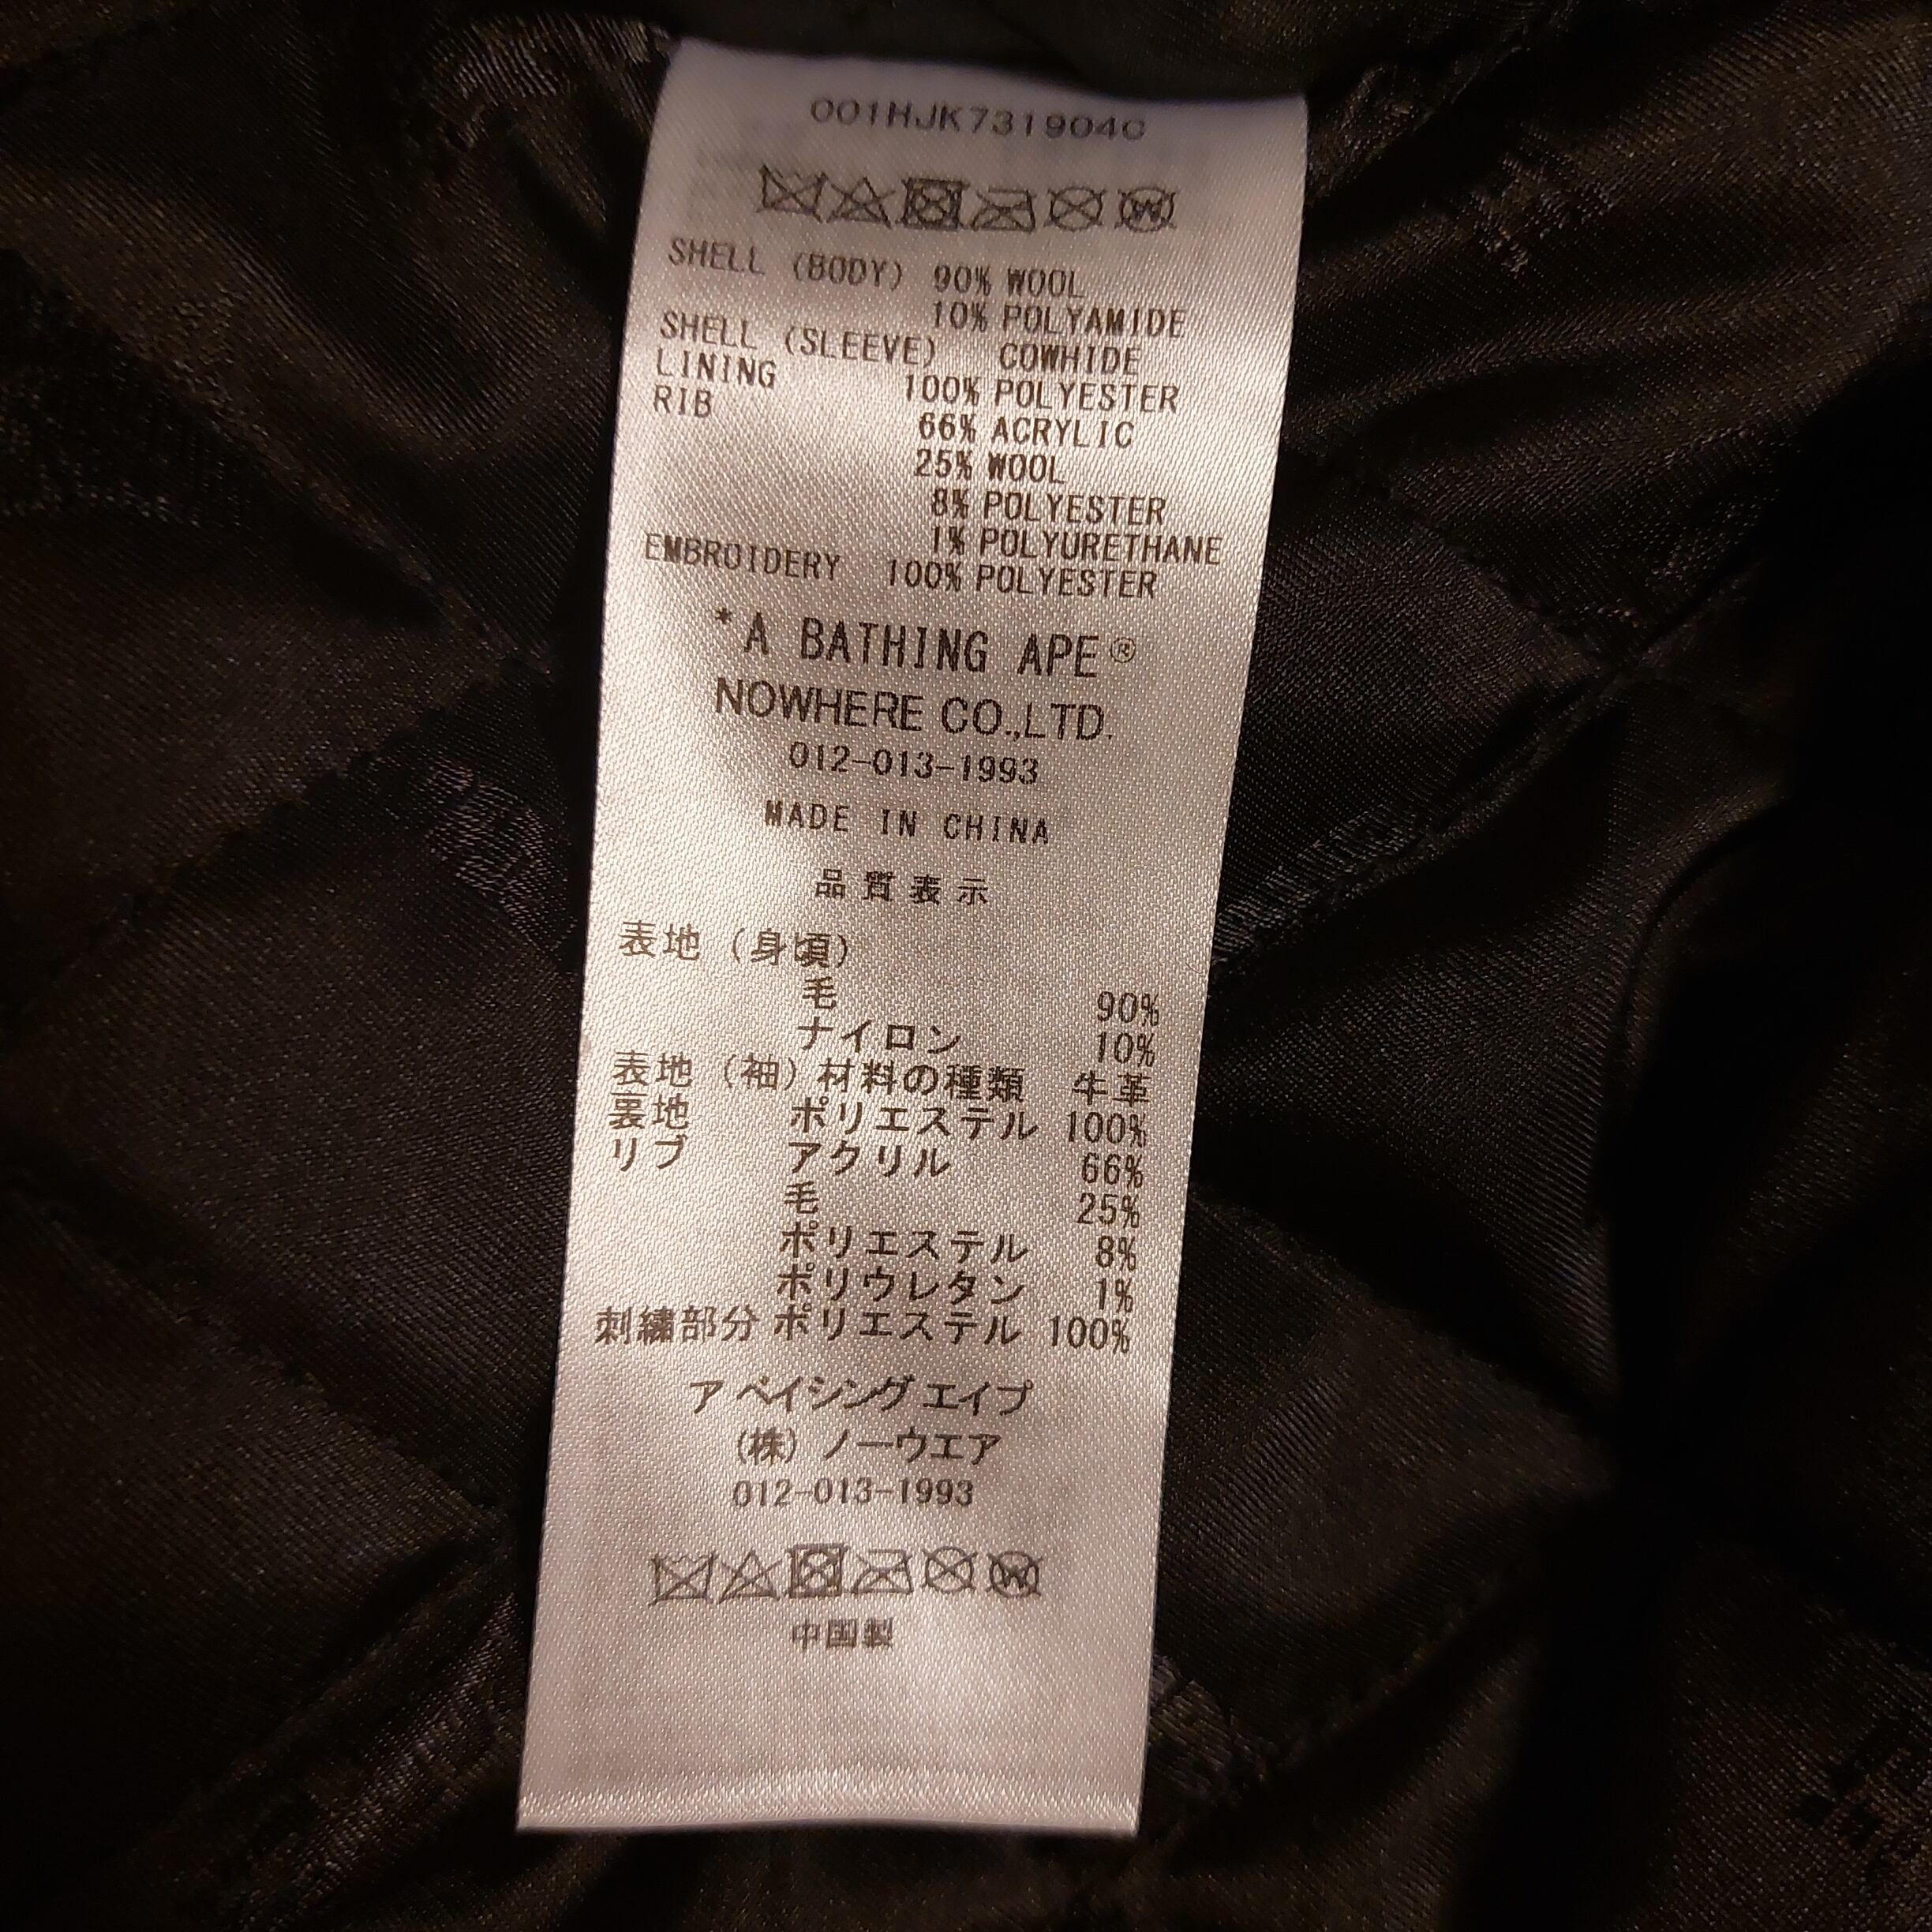 001HJK731904C
SHELL (BODY) 90% WOOL
10% POLYAMIDE
SHELL (SLEEVE) COWHIDE
LINING 100% POLYESTER
RIB 66% ACRYLIC
25% WOOL
8% POLYESTER
1% POLYURETHANE
EMBROIDERY 100% POLYESTER
*A BATHING APE®
NOWHERE CO.,LTD.
012-013-1993
MADE IN CHINA
品質表示
表地 (身頃)
毛 90%
ナイロン 10%
表地 (袖) 材料の種類 牛革
裏地 ポリエステル 100%
リブ アクリル 66%
毛 25%
ポリエステル 8%
ポリウレタン 1%
刺繍部分 ポリエステル 100%
ア ベイシング エイプ
(株) ノーウエア
012-013-1993
中国製